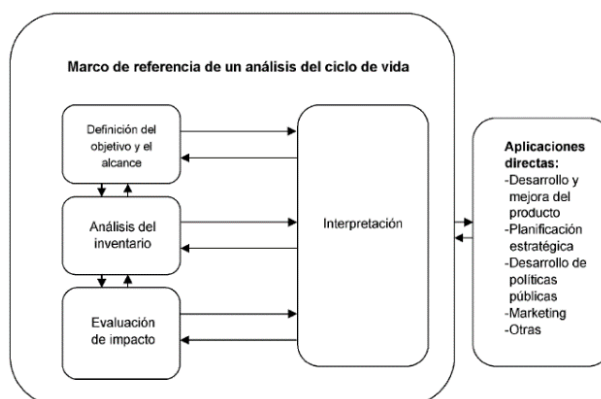 Marco de referencia de un análisis del ciclo de vida
Definición del
objetivo y el
alcance
Análisis del
inventario
Evaluación
de impacto
Interpretación
Aplicaciones
directas:
-Desarrollo y
mejora del
producto
-Planificación
estratégica
-Desarrollo de
políticas
públicas
-Marketing
-Otras